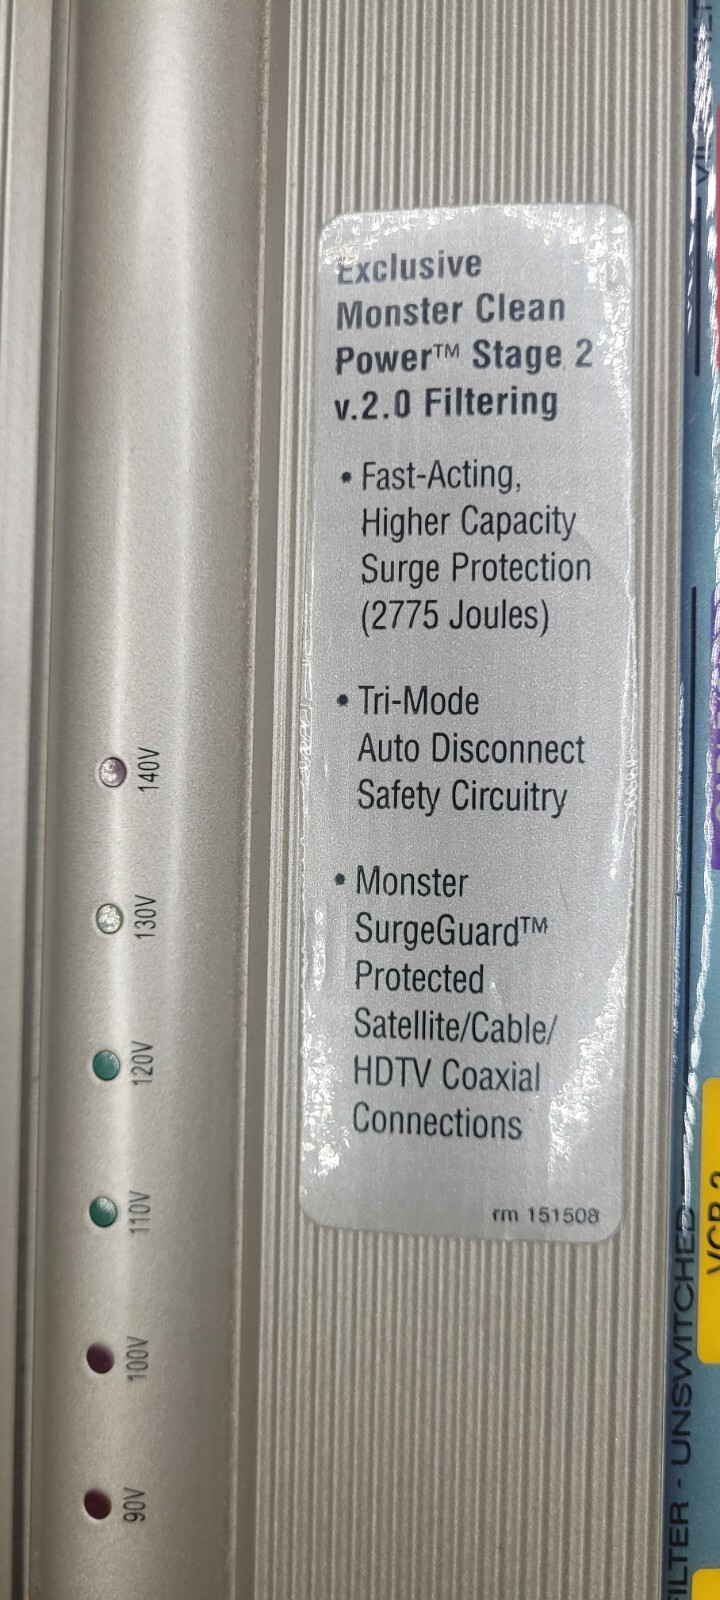 Exclusive
Monster Clean
Power™ Stage 2
v.2.0 Filtering
• Fast-Acting,
Higher Capacity
Surge Protection
(2775 Joules)
• Tri-Mode
Auto Disconnect
Safety Circuitry
• Monster
SurgeGuard™
Protected
Satellite/Cable/
HDTV Coaxial
Connections
rm 151508
140V
130V
120V
110V
100V
90V
FILTER - UNSWITCHED
VCR 2